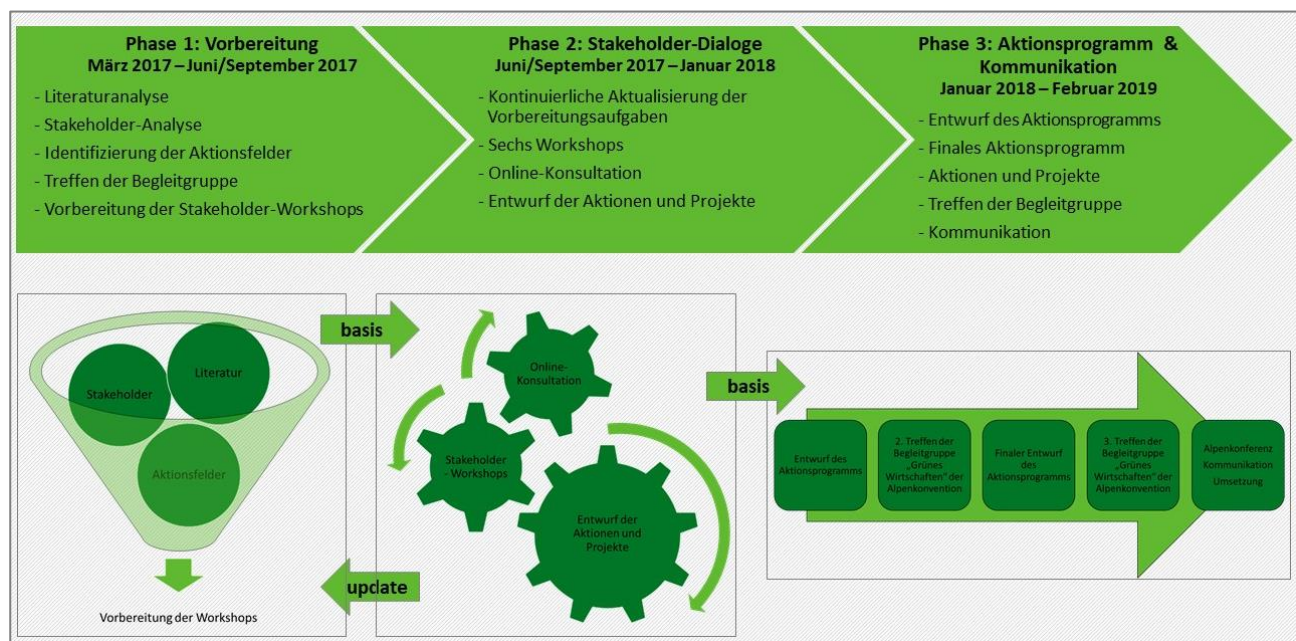 Phase 1: Vorbereitung
März 2017 – Juni/September 2017
- Literaturanalyse
- Stakeholder-Analyse
- Identifizierung der Aktionsfelder
- Treffen der Begleitgruppe
- Vorbereitung der Stakeholder-Workshops
Phase 2: Stakeholder-Dialoge
Juni/September 2017 – Januar 2018
- Kontinuierliche Aktualisierung der
Vorbereitungsaufgaben
- Sechs Workshops
- Online-Konsultation
- Entwurf der Aktionen und Projekte
Phase 3: Aktionsprogramm &
Kommunikation
Januar 2018 – Februar 2019
- Entwurf des Aktionsprogramms
- Finales Aktionsprogramm
- Aktionen und Projekte
- Treffen der Begleitgruppe
- Kommunikation
Stakeholder
Literatur
Aktionsfelder
Vorbereitung der Workshops
basis
update
Online-
Konsultation
Stakeholder
- Workshops
Entwurf der
Aktionen und
Projekte
basis
Entwurf des
Aktionsprogramms
2. Treffen der
Begleitgruppe
„Grünes
Wirtschaften“ der
Alpenkonvention
Finaler Entwurf
des
Aktionsprogramms
3. Treffen der
Begleitgruppe
„Grünes
Wirtschaften“ der
Alpenkonvention
Alpenkonferenz
Kommunikation
Umsetzung